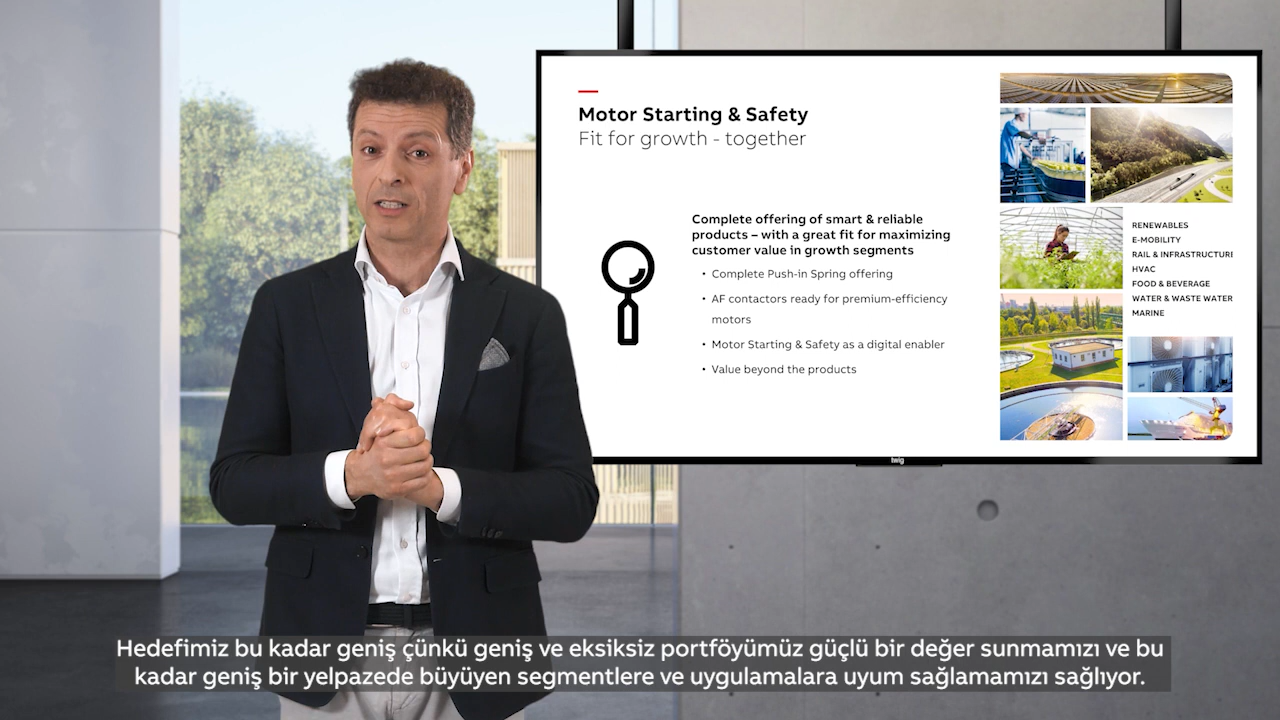 Motor Starting & Safety
Fit for growth - together
Complete offering of smart & reliable
products – with a great fit for maximizing
customer value in growth segments
• Complete Push-in Spring offering
• AF contactors ready for premium-efficiency
motors
• Motor Starting & Safety as a digital enabler
• Value beyond the products
RENEWABLES
E-MOBILITY
RAIL & INFRASTRUCTURI
HVAC
FOOD & BEVERAGE
WATER & WASTE WATER
MARINE
twig
Hedefimiz bu kadar geniş çünkü geniş ve eksiksiz portföyümüz güçlü bir değer sunmamızı ve bu
kadar geniş bir yelpazede büyüyen segmentlere ve uygulamalara uyum sağlamamızı sağlıyor.